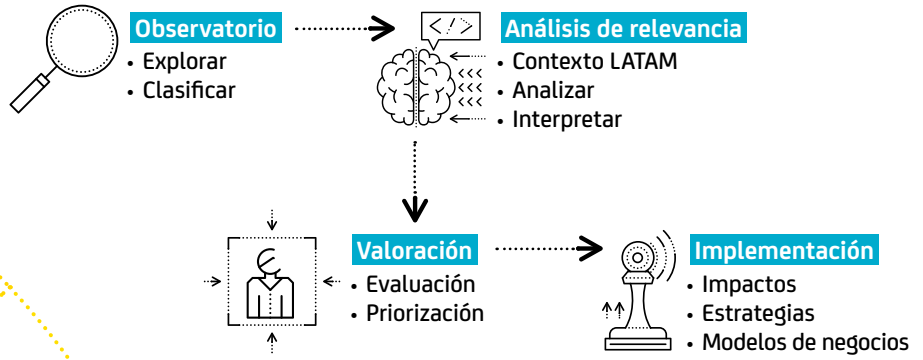 Observatorio
• Explorar
• Clasificar
</>
Análisis de relevancia
• Contexto LATAM
• Analizar
• Interpretar
Valoración
• Evaluación
• Priorización
Implementación
• Impactos
• Estrategias
• Modelos de negocios